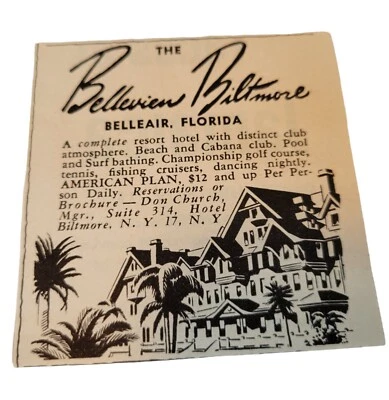 THE
Belleview Biltmore
BELLEAIR, FLORIDA
A complete resort hotel with distinct club
atmosphere. Beach and Cabana club. Pool
and Surf bathing. Championship golf course,
tennis, fishing cruisers, dancing nightly.
AMERICAN PLAN, $12 and up Per Per-
son Daily. Reservations or
Brochure — Don Church,
Mgr., Suite 314, Hotel
Biltmore, N. Y. 17, N. Y